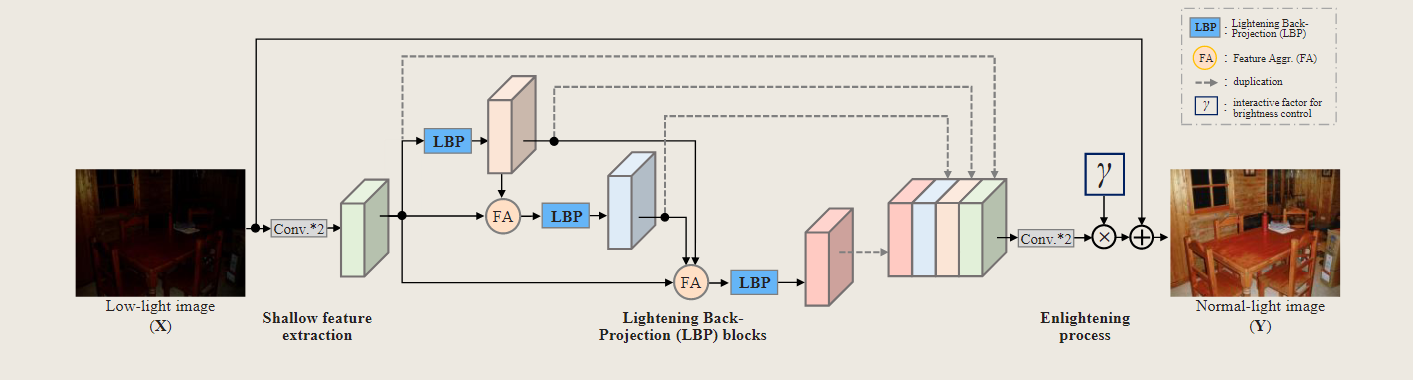 LBP : Lightening Back-
Projection (LBP)
FA : Feature Aggr. (FA)
: duplication
γ : interactive factor for
brightness control
LBP
γ
FA
LBP
Conv.*2
Conv.*2
×
+
FA
LBP
Low-light image
(X)
Normal-light image
(Y)
Shallow feature
extraction
Lightening Back-
Projection (LBP) blocks
Enlightening
process